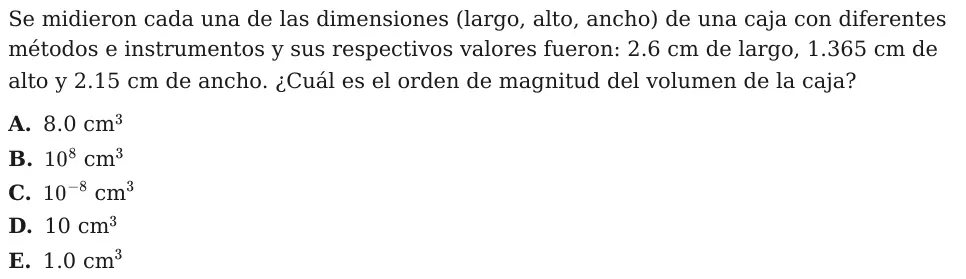 Se midieron cada una de las dimensiones (largo, alto, ancho) de una caja con diferentes
métodos e instrumentos y sus respectivos valores fueron: 2.6 cm de largo, 1.365 cm de
alto y 2.15 cm de ancho. ¿Cuál es el orden de magnitud del volumen de la caja?
A. 8.0 cm³
B. 10⁸ cm³
C. 10⁻⁸ cm³
D. 10 cm³
E. 1.0 cm³